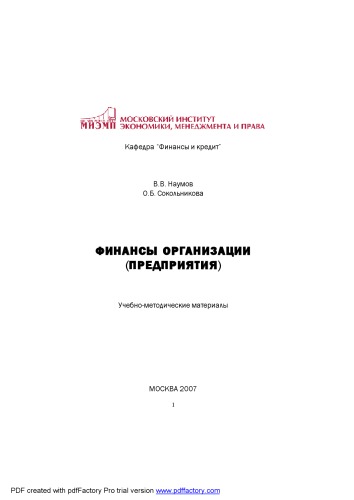 МИЭМП
МОСКОВСКИЙ ИНСТИТУТ
ЭКОНОМИКИ, МЕНЕДЖМЕНТА И ПРАВА
Кафедра "Финансы и кредит"
В.В. Наумов
О.Б. Сокольникова
ФИНАНСЫ ОРГАНИЗАЦИИ
(ПРЕДПРИЯТИЯ)
Учебно-методические материалы
МОСКВА 2007
1
PDF created with pdfFactory Pro trial version www.pdffactory.com